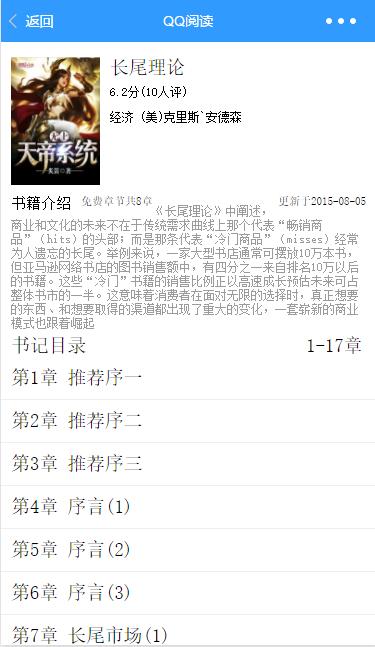 返回
QQ阅读
长尾理论
6.2分(10人评)
经济 (美)克里斯`安德森
天帝系统
书籍介绍
免费章节共8章
更新于2015-08-05
《长尾理论》中阐述，
商业和文化的未来不在于传统需求曲线上那个代表“畅销商
品”（hits）的头部；而是那条代表“冷门商品”（misses）经常
为人遗忘的长尾。举例来说，一家大型书店通常可摆放10万本书，
但亚马逊网络书店的图书销售额中，有四分之一来自排名10万以后
的书籍。这些“冷门”书籍的销售比例正以高速成长预估未来可占
整体书市的一半。这意味着消费者在面对无限的选择时，真正想要
的东西、和想要取得的渠道都出现了重大的变化，一套崭新的商业
模式也跟着崛起
书记目录
1-17章
第1章 推荐序一
第2章 推荐序二
第3章 推荐序三
第4章 序言(1)
第5章 序言(2)
第6章 序言(3)
第7章 长尾市场(1)